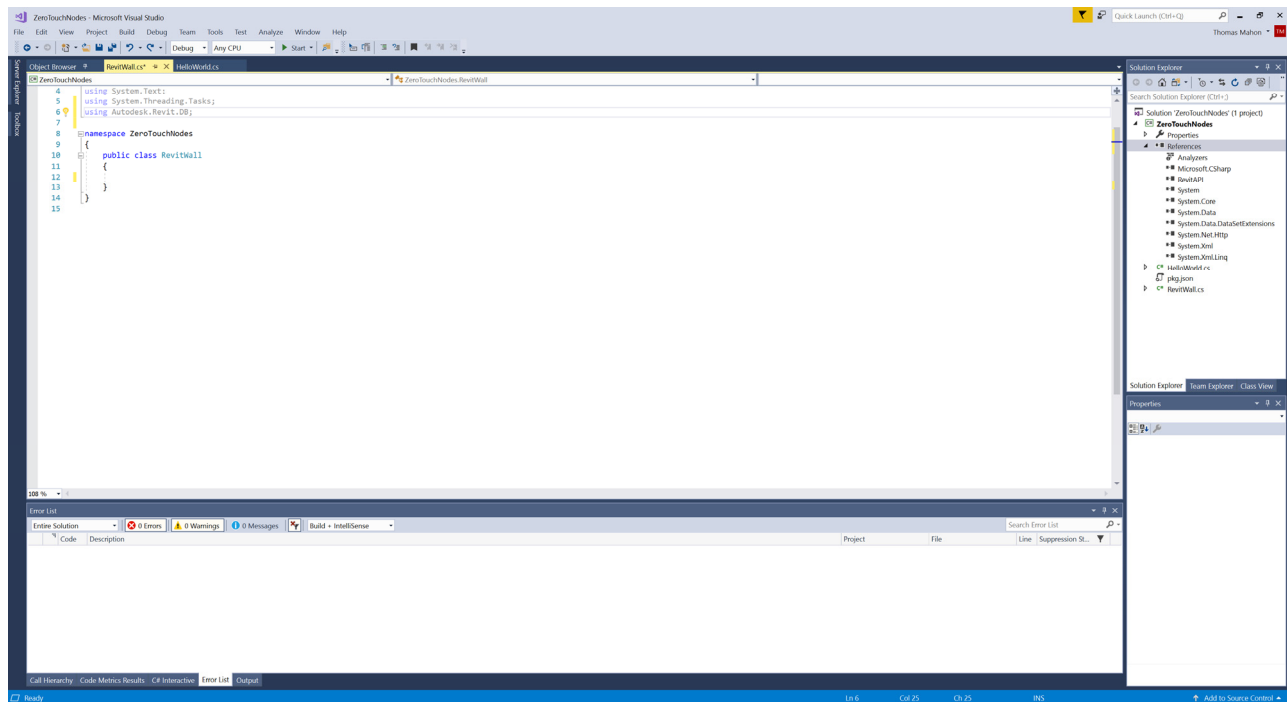 ZeroTouchNodes - Microsoft Visual Studio
Quick Launch (Ctrl+Q)
File Edit View Project Build Debug Team Tools Test Analyze Window Help
Thomas Mahon TM
Debug Any CPU Start
Server Explorer
Toolbox
Object Browser RevitWall.cs* HelloWorld.cs
ZeroTouchNodes ZeroTouchNodes.RevitWall
4 using System.Text;
5 using System.Threading.Tasks;
6 using Autodesk.Revit.DB;
7
8 namespace ZeroTouchNodes
9 {
10 public class RevitWall
11 {
12
13 }
14 }
15
108 %
Solution Explorer
Search Solution Explorer (Ctrl+;)
Solution 'ZeroTouchNodes' (1 project)
ZeroTouchNodes
Properties
References
Analyzers
Microsoft.CSharp
RevitAPI
System
System.Core
System.Data
System.Data.DataSetExtensions
System.Net.Http
System.Xml
System.Xml.Linq
C# HelloWorld.cs
pkg.json
C# RevitWall.cs
Solution Explorer Team Explorer Class View
Properties
Error List
Entire Solution 0 Errors 0 Warnings 0 Messages Build + IntelliSense
Search Error List
Code Description Project File Line Suppression St...
Call Hierarchy Code Metrics Results C# Interactive Error List Output
Ready Ln 6 Col 25 Ch 25 INS Add to Source Control